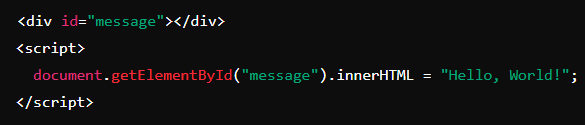 <div id="message"></div>
<script>
  document.getElementById("message").innerHTML = "Hello, World!";
</script>